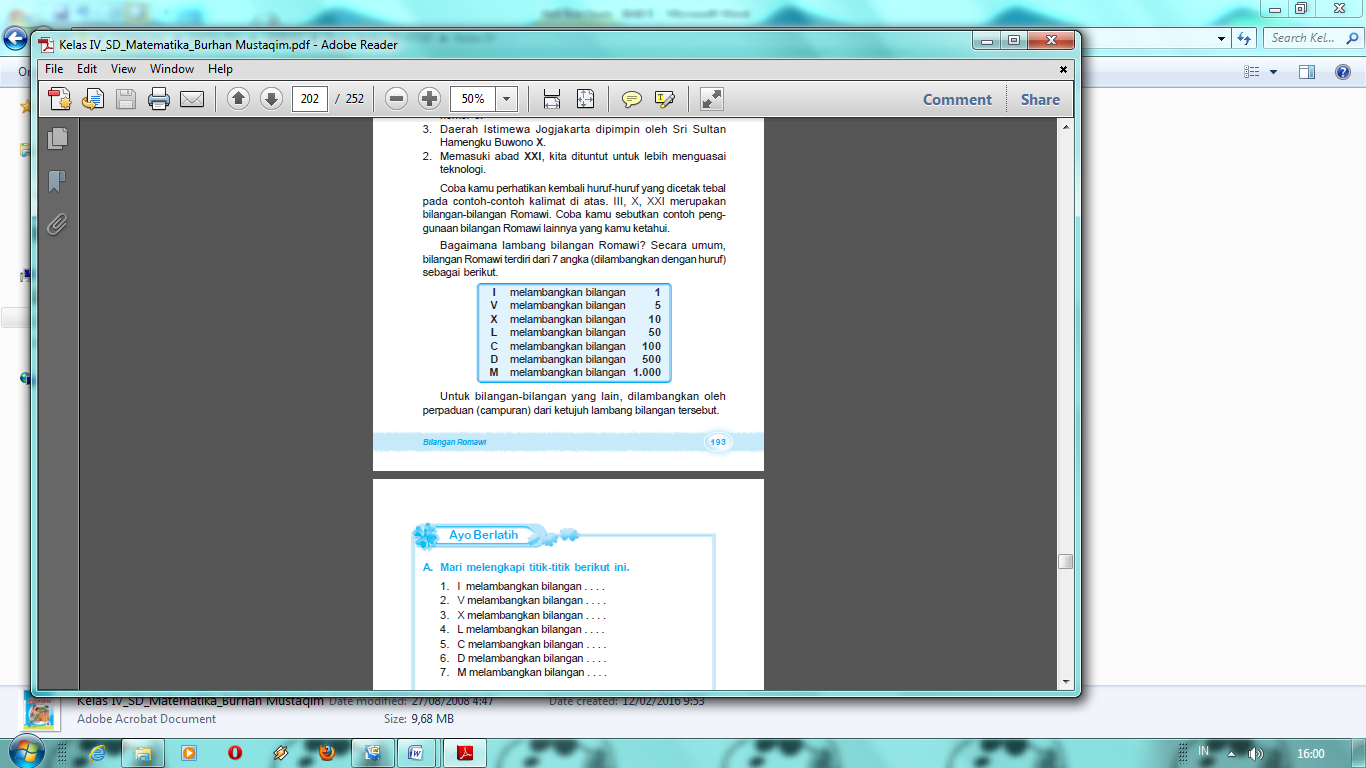 Kelas IV_SD_Matematika_Burhan Mustaqim.pdf - Adobe Reader
Search Kel...
File Edit View Window Help
202 / 252 50% Comment Share
3. Daerah Istimewa Jogjakarta dipimpin oleh Sri Sultan
Hamengku Buwono X.
2. Memasuki abad XXI, kita dituntut untuk lebih menguasai
teknologi.
Coba kamu perhatikan kembali huruf-huruf yang dicetak tebal
pada contoh-contoh kalimat di atas. III, X, XXI merupakan
bilangan-bilangan Romawi. Coba kamu sebutkan contoh peng-
gunaan bilangan Romawi lainnya yang kamu ketahui.
Bagaimana lambang bilangan Romawi? Secara umum,
bilangan Romawi terdiri dari 7 angka (dilambangkan dengan huruf)
sebagai berikut.
I melambangkan bilangan 1
V melambangkan bilangan 5
X melambangkan bilangan 10
L melambangkan bilangan 50
C melambangkan bilangan 100
D melambangkan bilangan 500
M melambangkan bilangan 1.000
Untuk bilangan-bilangan yang lain, dilambangkan oleh
perpaduan (campuran) dari ketujuh lambang bilangan tersebut.
Bilangan Romawi 193
Ayo Berlatih
A. Mari melengkapi titik-titik berikut ini.
1. I melambangkan bilangan . . . .
2. V melambangkan bilangan . . . .
3. X melambangkan bilangan . . . .
4. L melambangkan bilangan . . . .
5. C melambangkan bilangan . . . .
6. D melambangkan bilangan . . . .
7. M melambangkan bilangan . . . .
Kelas IV_SD_Matematika_Burhan Mustaqim Date modified: 27/08/2008 4:47 Date created: 12/02/2016 9:53
Adobe Acrobat Document Size: 9,68 MB
IN 16:00